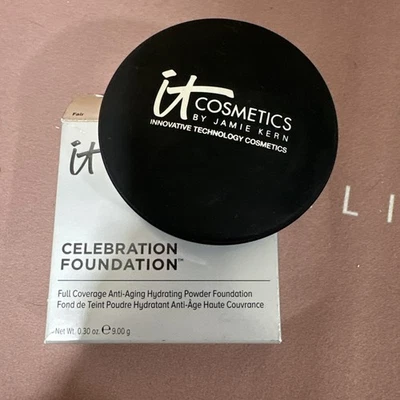 Fair
it
COSMETICS
BY JAMIE KERN
INNOVATIVE TECHNOLOGY COSMETICS
it
CELEBRATION
FOUNDATION™
Full Coverage Anti-Aging Hydrating Powder Foundation
Fond de Teint Poudre Hydratant Anti-Âge Haute Couvrance
Net Wt. 0.30 oz. ℮ 9.00 g
L I